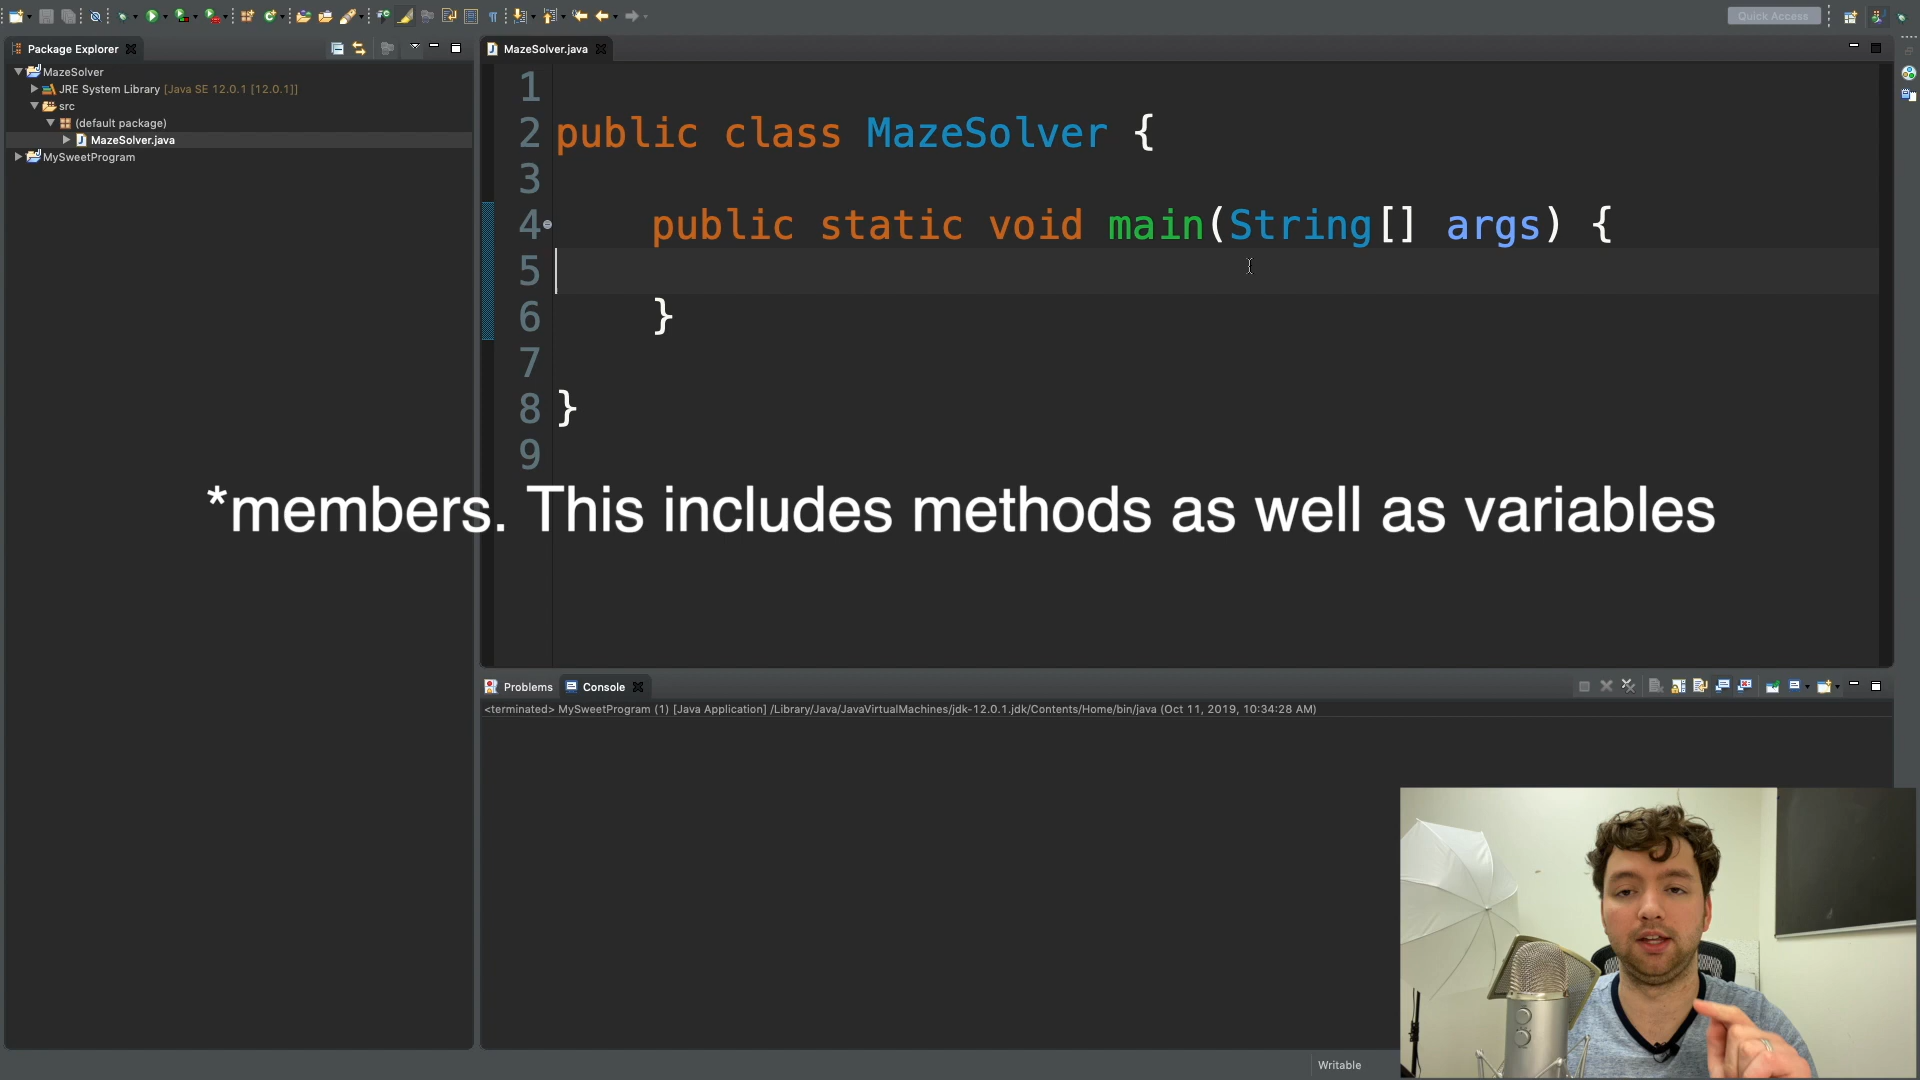 Quick Access
Package Explorer
MazeSolver
JRE System Library [Java SE 12.0.1 [12.0.1]]
src
(default package)
MazeSolver.java
MySweetProgram
MazeSolver.java
1
2 public class MazeSolver {
3
4 public static void main(String[] args) {
5
6 }
7
8 }
9
*members. This includes methods as well as variables
Problems Console
<terminated> MySweetProgram (1) [Java Application] /Library/Java/JavaVirtualMachines/jdk-12.0.1.jdk/Contents/Home/bin/java (Oct 11, 2019, 10:34:28 AM)
Writable